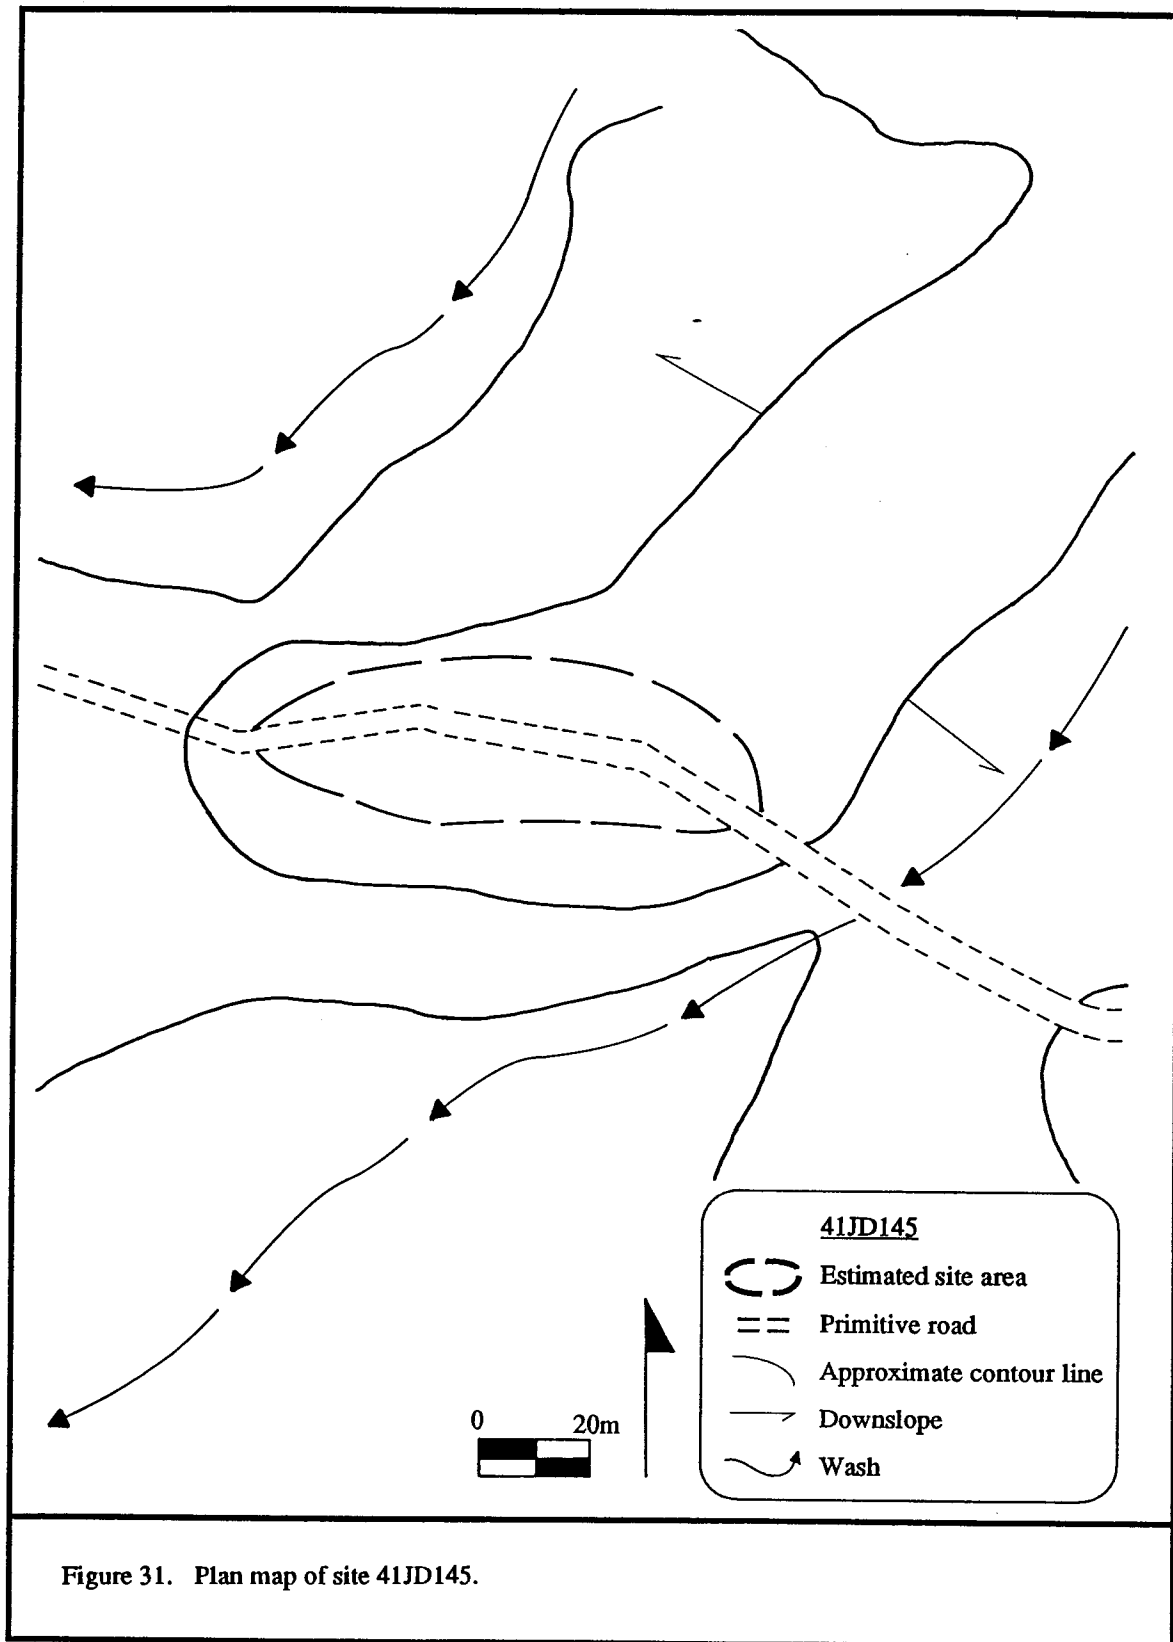 41JD145
Estimated site area
Primitive road
Approximate contour line
Downslope
Wash
0 20m
Figure 31. Plan map of site 41JD145.